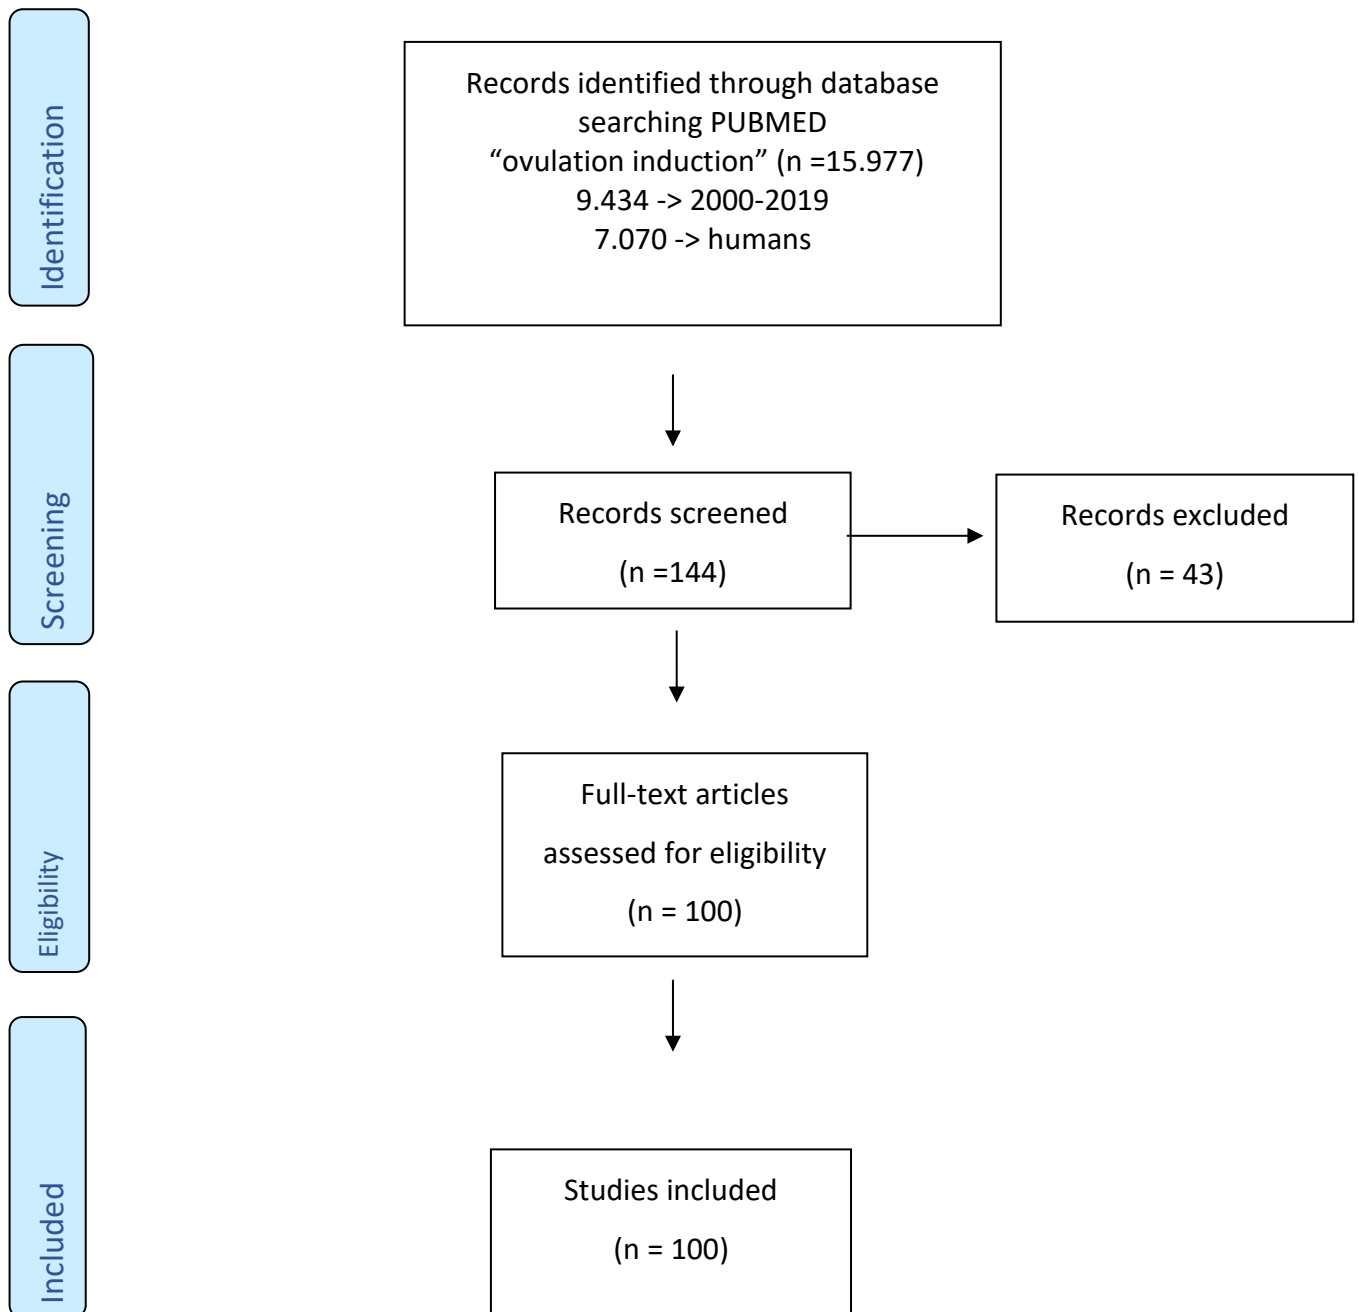 Identification
Records identified through database
searching PUBMED
“ovulation induction” (n =15.977)
9.434 -> 2000-2019
7.070 -> humans
Screening
Records screened
(n =144)
Records excluded
(n = 43)
Eligibility
Full-text articles
assessed for eligibility
(n = 100)
Included
Studies included
(n = 100)